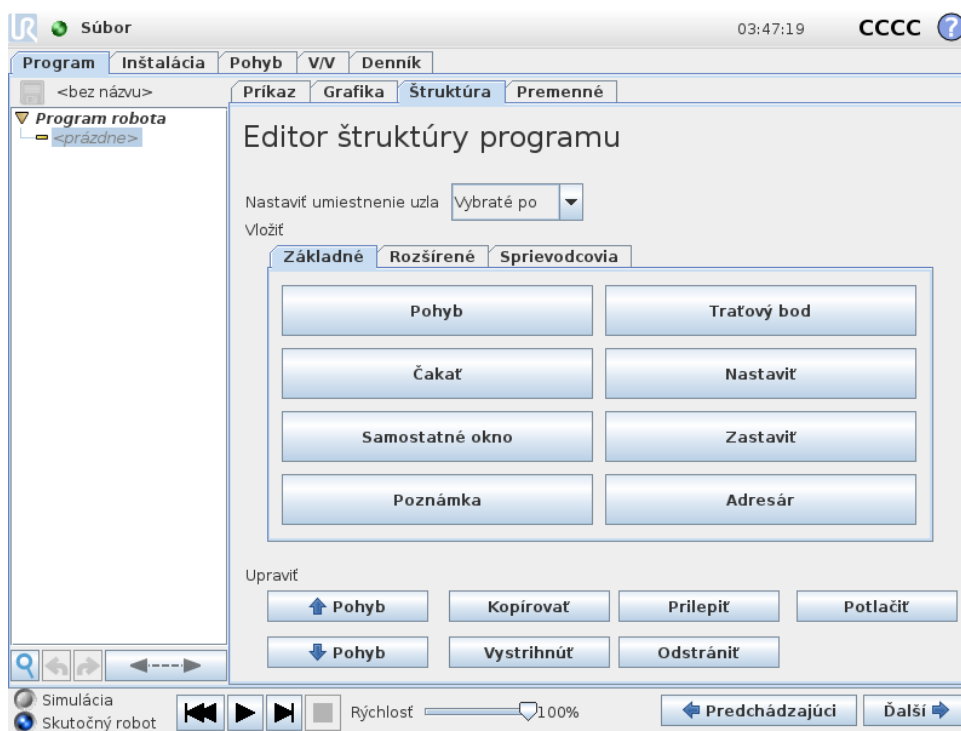 UR Súbor 03:47:19 CCCC ?
Program Inštalácia Pohyb V/V Denník
<bez názvu> Príkaz Grafika Štruktúra Premenné
Program robota
<prázdne>
Editor štruktúry programu
Nastaviť umiestnenie uzla Vybraté po
Vložiť
Základné Rozšírené Sprievodcovia
Pohyb Traťový bod
Čakať Nastaviť
Samostatné okno Zastaviť
Poznámka Adresár
Upraviť
Pohyb Kopírovať Prilepiť Potlačiť
Pohyb Vystrihnúť Odstrániť
Simulácia
Skutočný robot
Rýchlosť 100% Predchádzajúci Ďalší